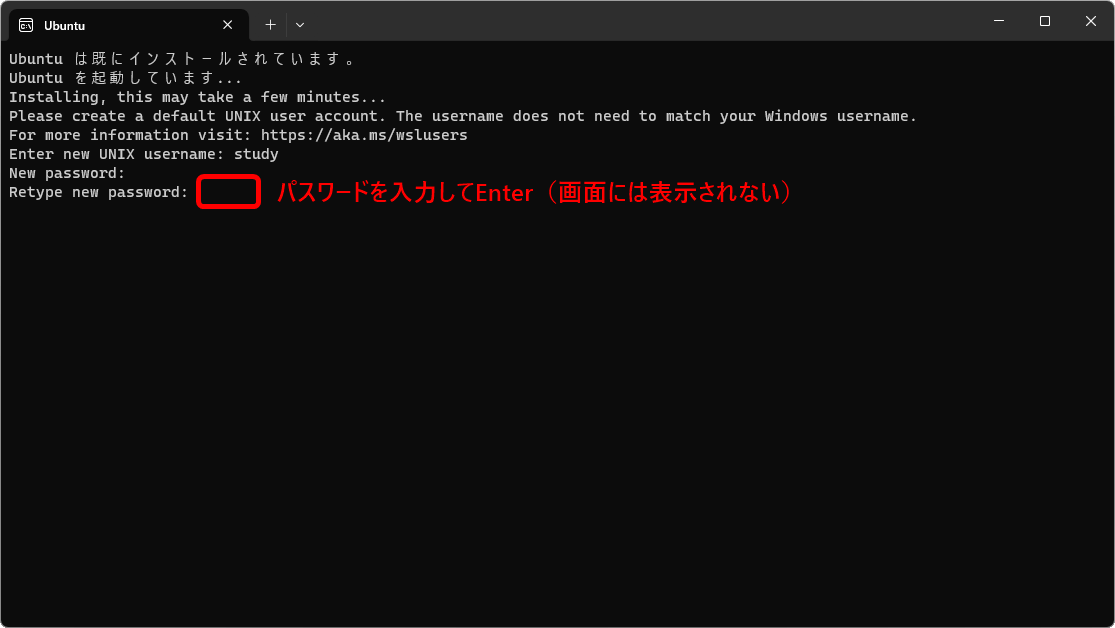 Ubuntu
Ubuntu は既にインストールされています。
Ubuntu を起動しています...
Installing, this may take a few minutes...
Please create a default UNIX user account. The username does not need to match your Windows username.
For more information visit: https://aka.ms/wslusers
Enter new UNIX username: study
New password:
Retype new password: パスワードを入力してEnter（画面には表示されない）